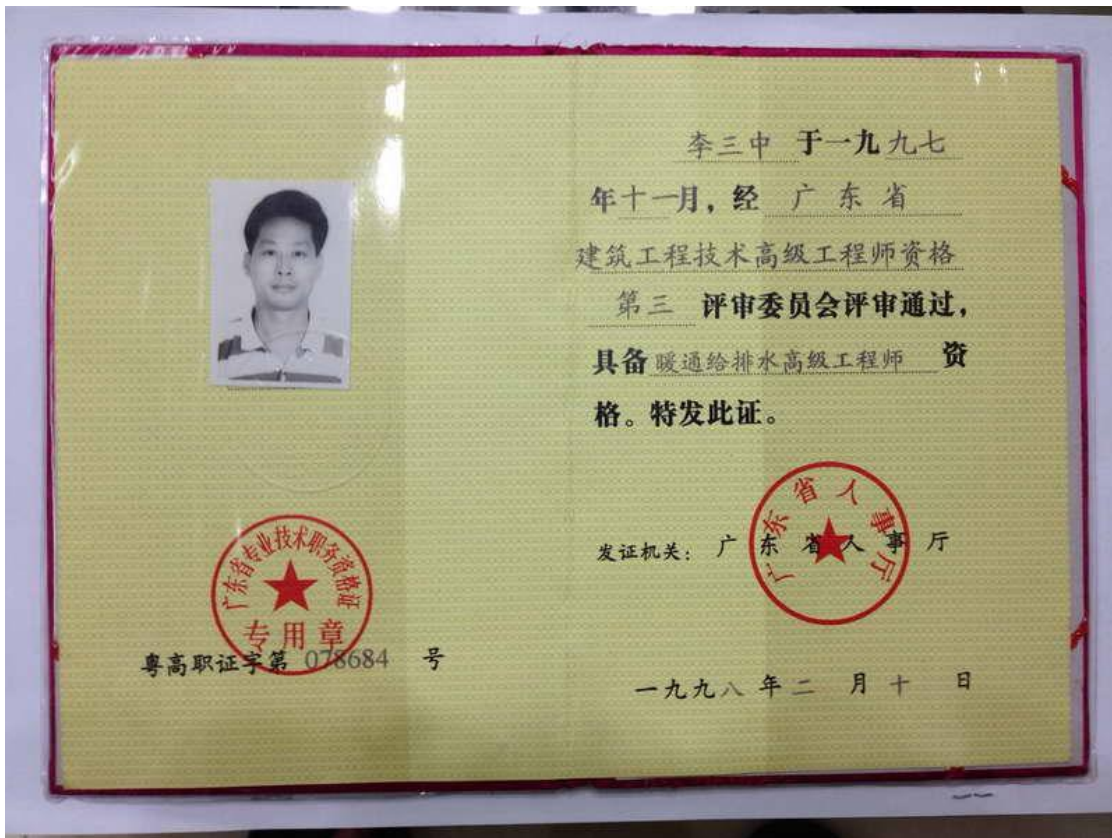 广东省专业技术职务资格证
专用章
粤高职证字第 078684 号
李三中 于一九九七
年十一月，经 广东省
建筑工程技术高级工程师资格
第三 评审委员会评审通过，
具备 暖通给排水高级工程师 资
格。特发此证。
广东省人事厅
发证机关：广东省人事厅
一九九八年二月十日